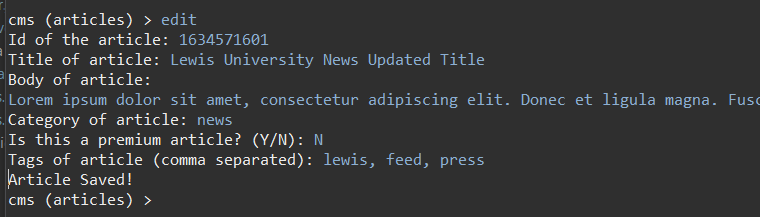 cms (articles) > edit
Id of the article: 1634571601
Title of article: Lewis University News Updated Title
Body of article:
Lorem ipsum dolor sit amet, consectetur adipiscing elit. Donec et ligula magna. Fusc
Category of article: news
Is this a premium article? (Y/N): N
Tags of article (comma separated): lewis, feed, press
Article Saved!
cms (articles) >